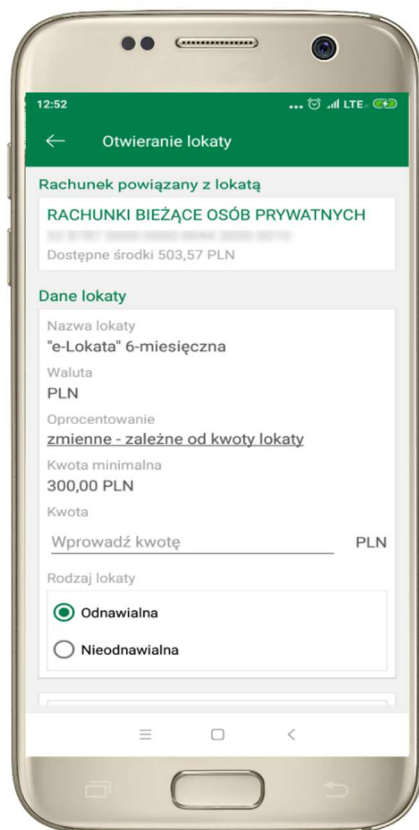 12:52
... LTE
Otwieranie lokaty
Rachunek powiązany z lokatą
RACHUNKI BIEŻĄCE OSÓB PRYWATNYCH
Dostępne środki 503,57 PLN
Dane lokaty
Nazwa lokaty
"e-Lokata" 6-miesięczna
Waluta
PLN
Oprocentowanie
zmienne - zależne od kwoty lokaty
Kwota minimalna
300,00 PLN
Kwota
Wprowadź kwotę PLN
Rodzaj lokaty
Odnawialna
Nieodnawialna